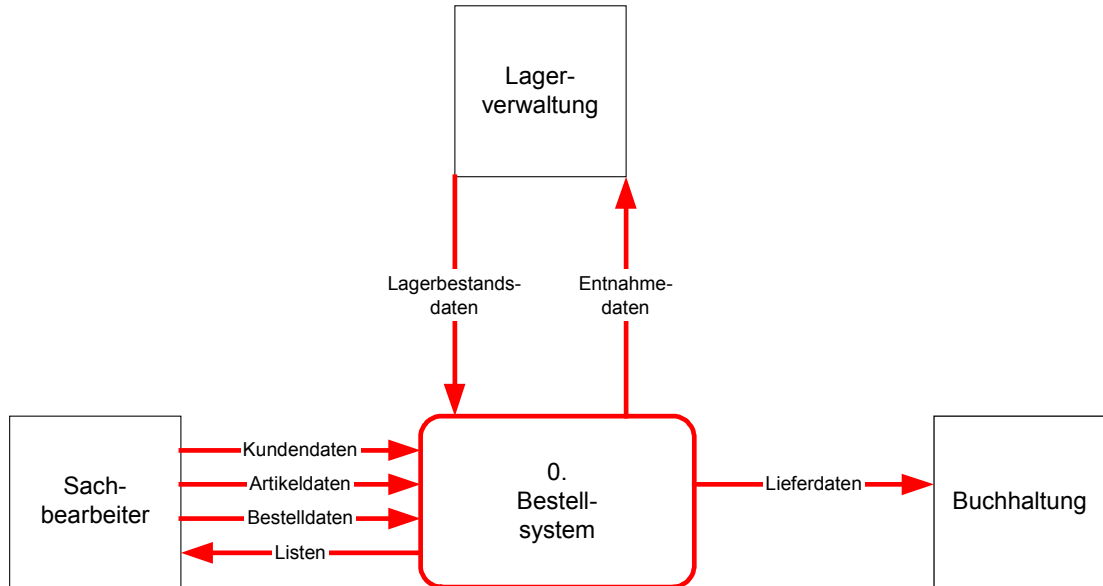 Lager-
verwaltung
Lagerbestands-
daten
Entnahme-
daten
Sach-
bearbeiter
Kundendaten
Artikeldaten
Bestelldaten
Listen
0.
Bestell-
system
Lieferdaten
Buchhaltung